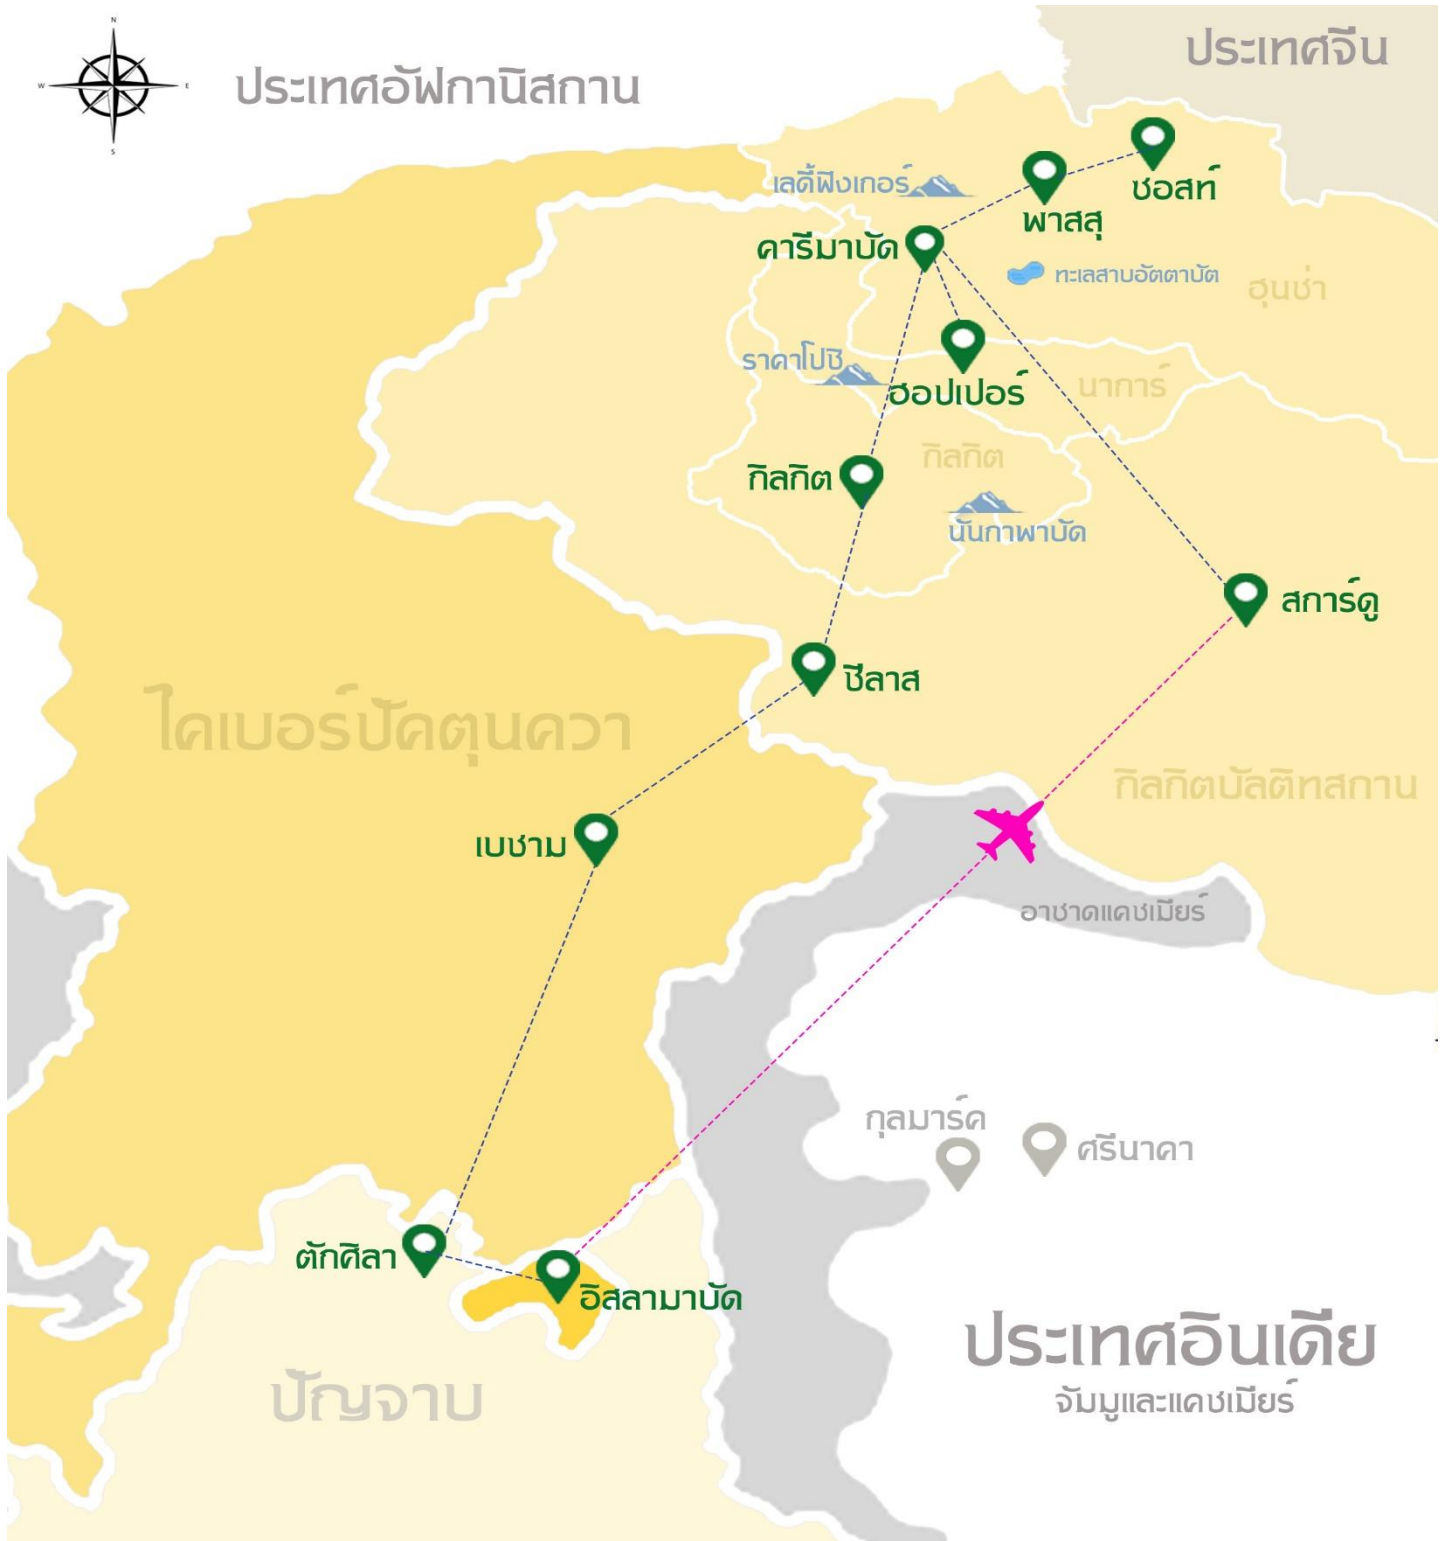 N
W
E
S
ประเทศอัฟกานิสถาน
ประเทศจีน
เลดี้ฟิงเกอร์
ซอสท์
พาสสุ
คารีมาบัด
ทะเลสาบอัตตาบัต
ฮุนซ่า
ราคาโปชิ
ฮอปเปอร์
นาการ์
กิลกิต
กิลกิต
นันกาพาบัด
สการ์ดู
ชีลาส
ไคเบอร์ปัคตุนควา
กิลกิตบัลติทสถาน
เบชาม
อาซาดแคชเมียร์
กุลมาร์ค
ศรีนาคา
ตักศิลา
อิสลามาบัด
ประเทศอินเดีย
ปัญจาบ
จัมมูและแคชเมียร์